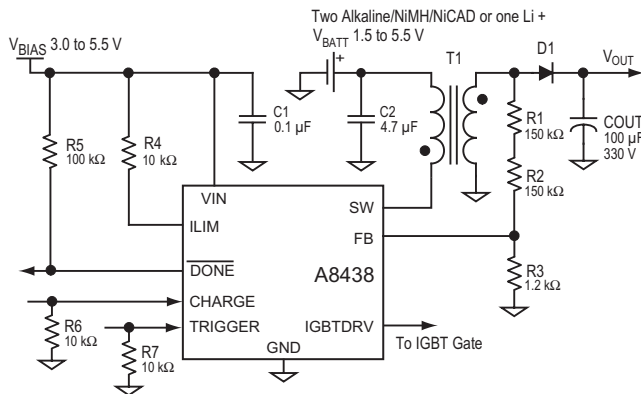 Two Alkaline/NiMH/NiCAD or one Li +
VBIAS 3.0 to 5.5 V
VBATT 1.5 to 5.5 V
+
T1
D1
VOUT
R5
100 kΩ
R4
10 kΩ
C1
0.1 µF
C2
4.7 µF
R1
150 kΩ
COUT
100 µF
330 V
R2
150 kΩ
VIN
SW
ILIM
FB
DONE
A8438
R3
1.2 kΩ
CHARGE
R6
10 kΩ
TRIGGER
IGBTDRV
To IGBT Gate
R7
10 kΩ
GND